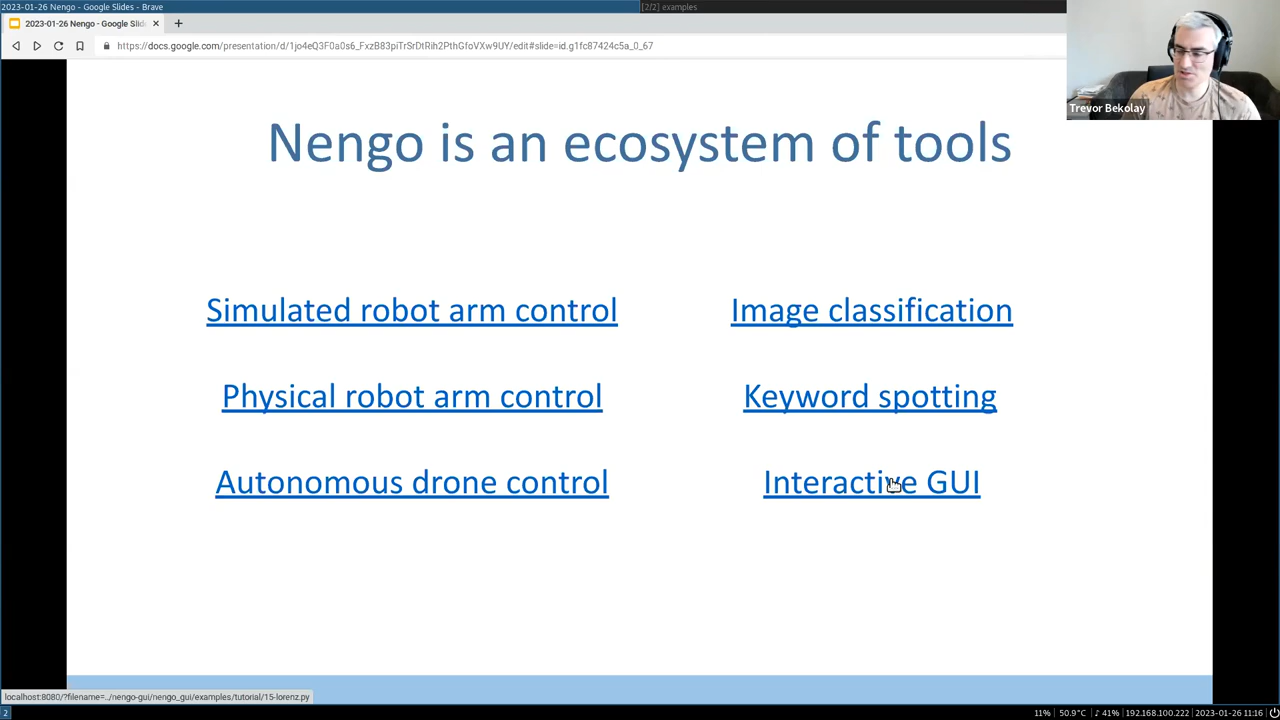 2023-01-26 Nengo - Google Slides - Brave
[2/2] examples
2023-01-26 Nengo - Google Slid
https://docs.google.com/presentation/d/1jo4eQ3F0a0s6_FxzB83piTrSrDtRih2PthGfoVXw9UY/edit#slide=id.g1fc87424c5a_0_67
Trevor Bekolay
Nengo is an ecosystem of tools
Simulated robot arm control
Image classification
Physical robot arm control
Keyword spotting
Autonomous drone control
Interactive GUI
localhost:8080/?filename=../nengo-gui/nengo_gui/examples/tutorial/15-lorenz.py
2
11% 50.9°C ♪ 41% 192.168.100.222 2023-01-26 11:16